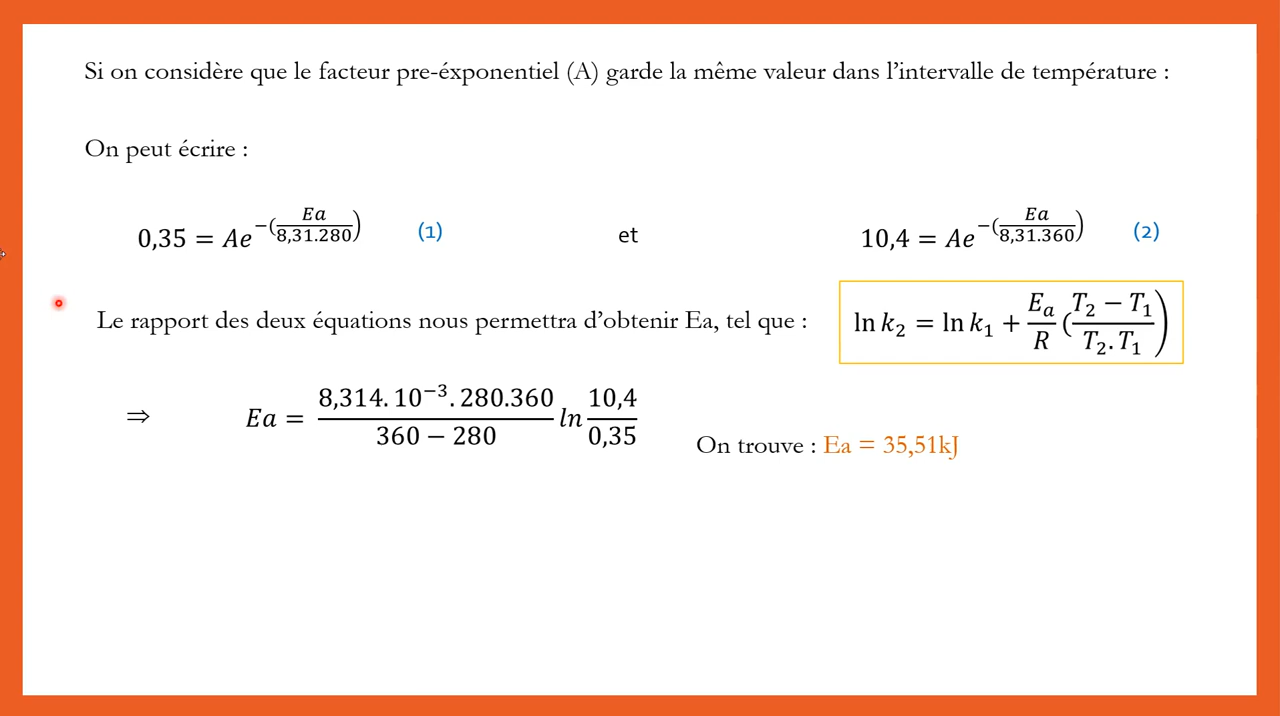 Si on considère que le facteur pre-éxponentiel (A) garde la même valeur dans l'intervalle de température :
On peut écrire :
0,35 = Ae^−(Ea/8,31.280) (1) et 10,4 = Ae^−(Ea/8,31.360) (2)
Le rapport des deux équations nous permettra d'obtenir Ea, tel que : ln k₂ = ln k₁ + Eₐ/R (T₂ − T₁/T₂.T₁)
⇒ Ea = 8,314.10⁻³.280.360/360 − 280 ln 10,4/0,35
On trouve : Ea = 35,51kJ